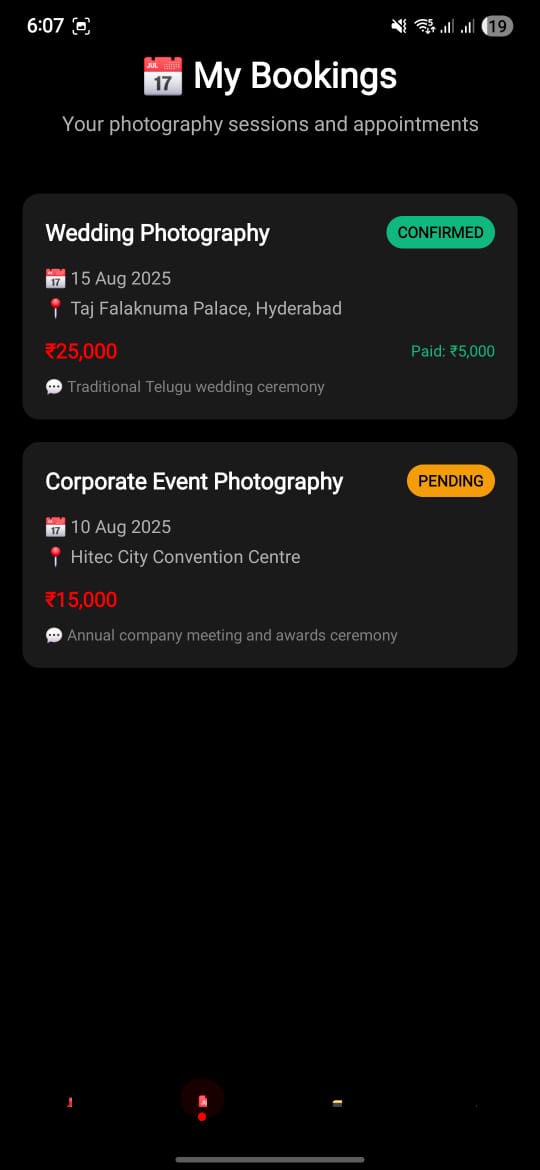 6:07
19
My Bookings
Your photography sessions and appointments
Wedding Photography
CONFIRMED
15 Aug 2025
Taj Falaknuma Palace, Hyderabad
₹25,000
Paid: ₹5,000
Traditional Telugu wedding ceremony
Corporate Event Photography
PENDING
10 Aug 2025
Hitec City Convention Centre
₹15,000
Annual company meeting and awards ceremony